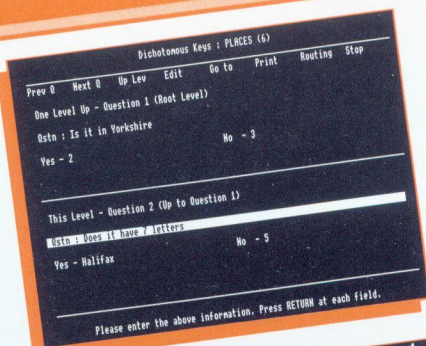 Dichotomous Keys : PLACES (6)
Prev Q Next Q Up Lev Edit Go to Print Routing Stop
One Level Up - Question 1 (Root Level)
Qstn : Is it in Yorkshire
Yes - 2 No - 3
This Level - Question 2 (Up to Question 1)
Qstn : Does it have 7 letters
Yes - Halifax No - 5
Please enter the above information. Press RETURN at each field.